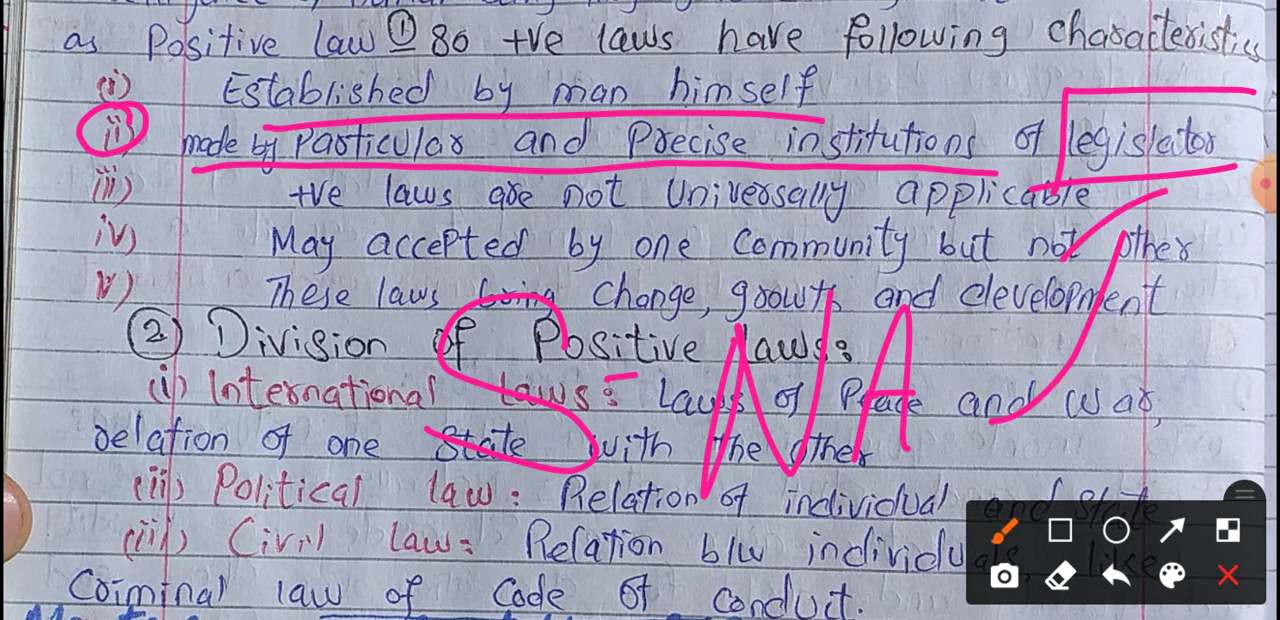 as Positive law ① so +ve laws have following characteristics
(i) Established by man himself
ii) made by Particular and Precise institutions of legislator
iii) +ve laws are not Universally applicable
iv) May accepted by one Community but not other
v) These laws bring change, growth and development
② Division of Positive laws:
(i) International laws: Laws of Peace and war,
relation of one state with the other
(ii) Political law: Relation of individual and state
(iii) Civil law: Relation b/w individuals, like
Criminal law of Code of conduct.
SNA